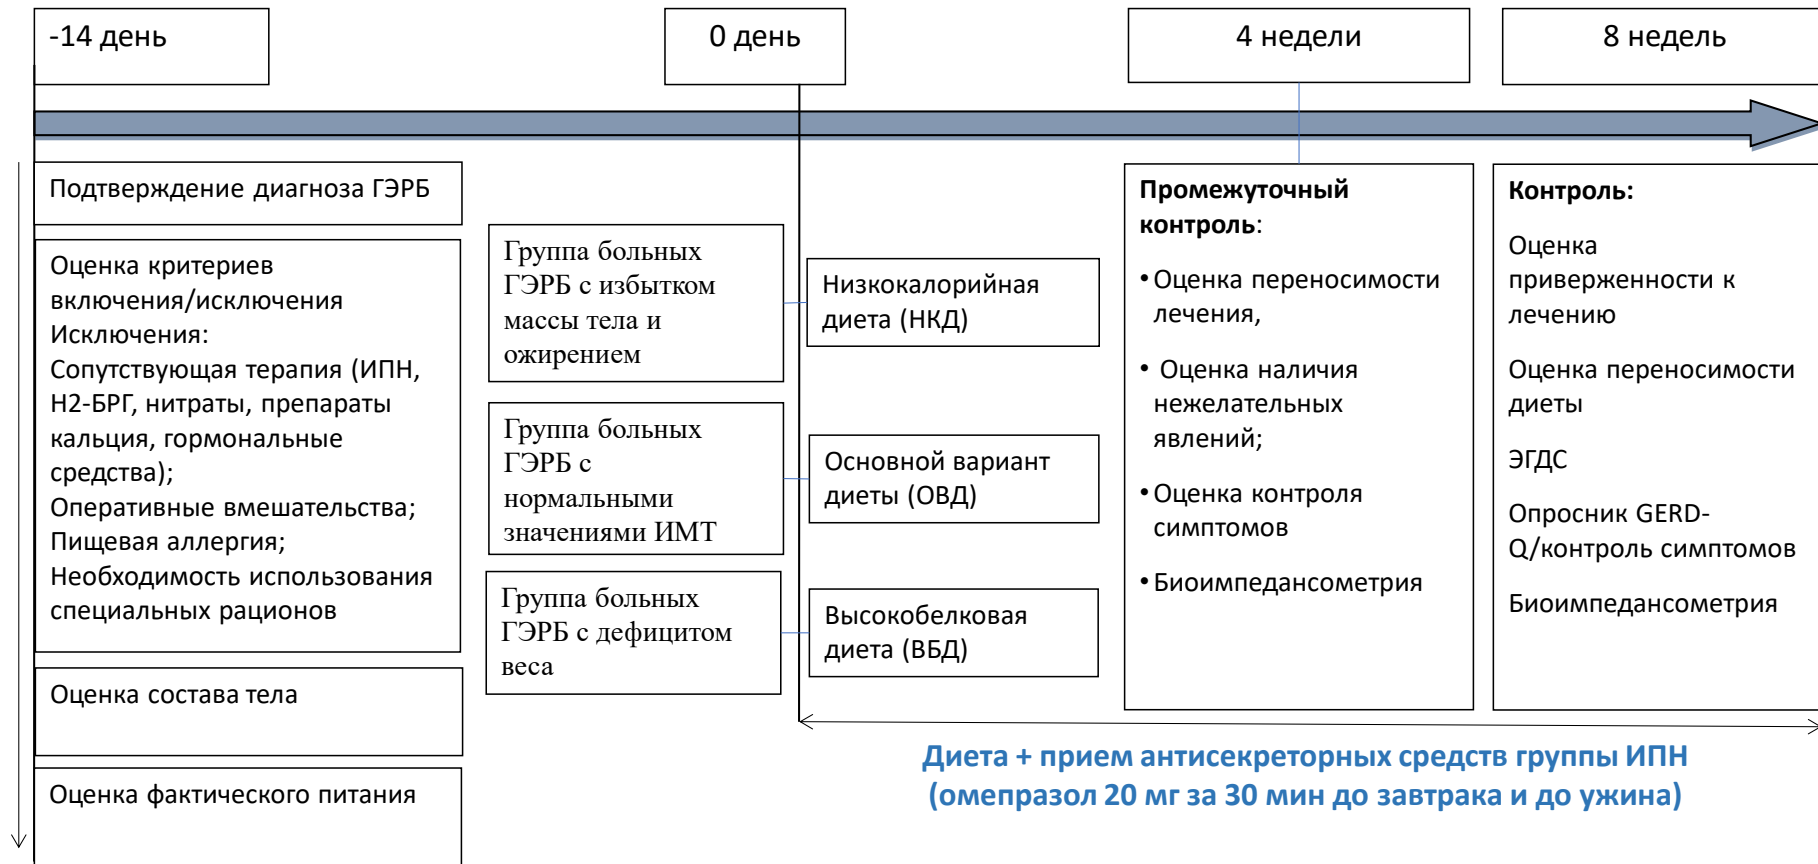 -14 день
0 день
4 недели
8 недель
Подтверждение диагноза ГЭРБ
Оценка критериев
включения/исключения
Исключения:
Сопутствующая терапия (ИПН,
Н2-БРГ, нитраты, препараты
кальция, гормональные
средства);
Оперативные вмешательства;
Пищевая аллергия;
Необходимость использования
специальных рационов
Оценка состава тела
Оценка фактического питания
Группа больных
ГЭРБ с избытком
массы тела и
ожирением
Низкокалорийная
диета (НКД)
Группа больных
ГЭРБ с
нормальными
значениями ИМТ
Основной вариант
диеты (ОВД)
Группа больных
ГЭРБ с дефицитом
веса
Высокобелковая
диета (ВБД)
Промежуточный
контроль:
• Оценка переносимости
лечения,
• Оценка наличия
нежелательных
явлений;
• Оценка контроля
симптомов
• Биоимпедансометрия
Контроль:
Оценка
приверженности к
лечению
Оценка переносимости
диеты
ЭГДС
Опросник GERD-
Q/контроль симптомов
Биоимпедансометрия
Диета + прием антисекреторных средств группы ИПН
(омепразол 20 мг за 30 мин до завтрака и до ужина)